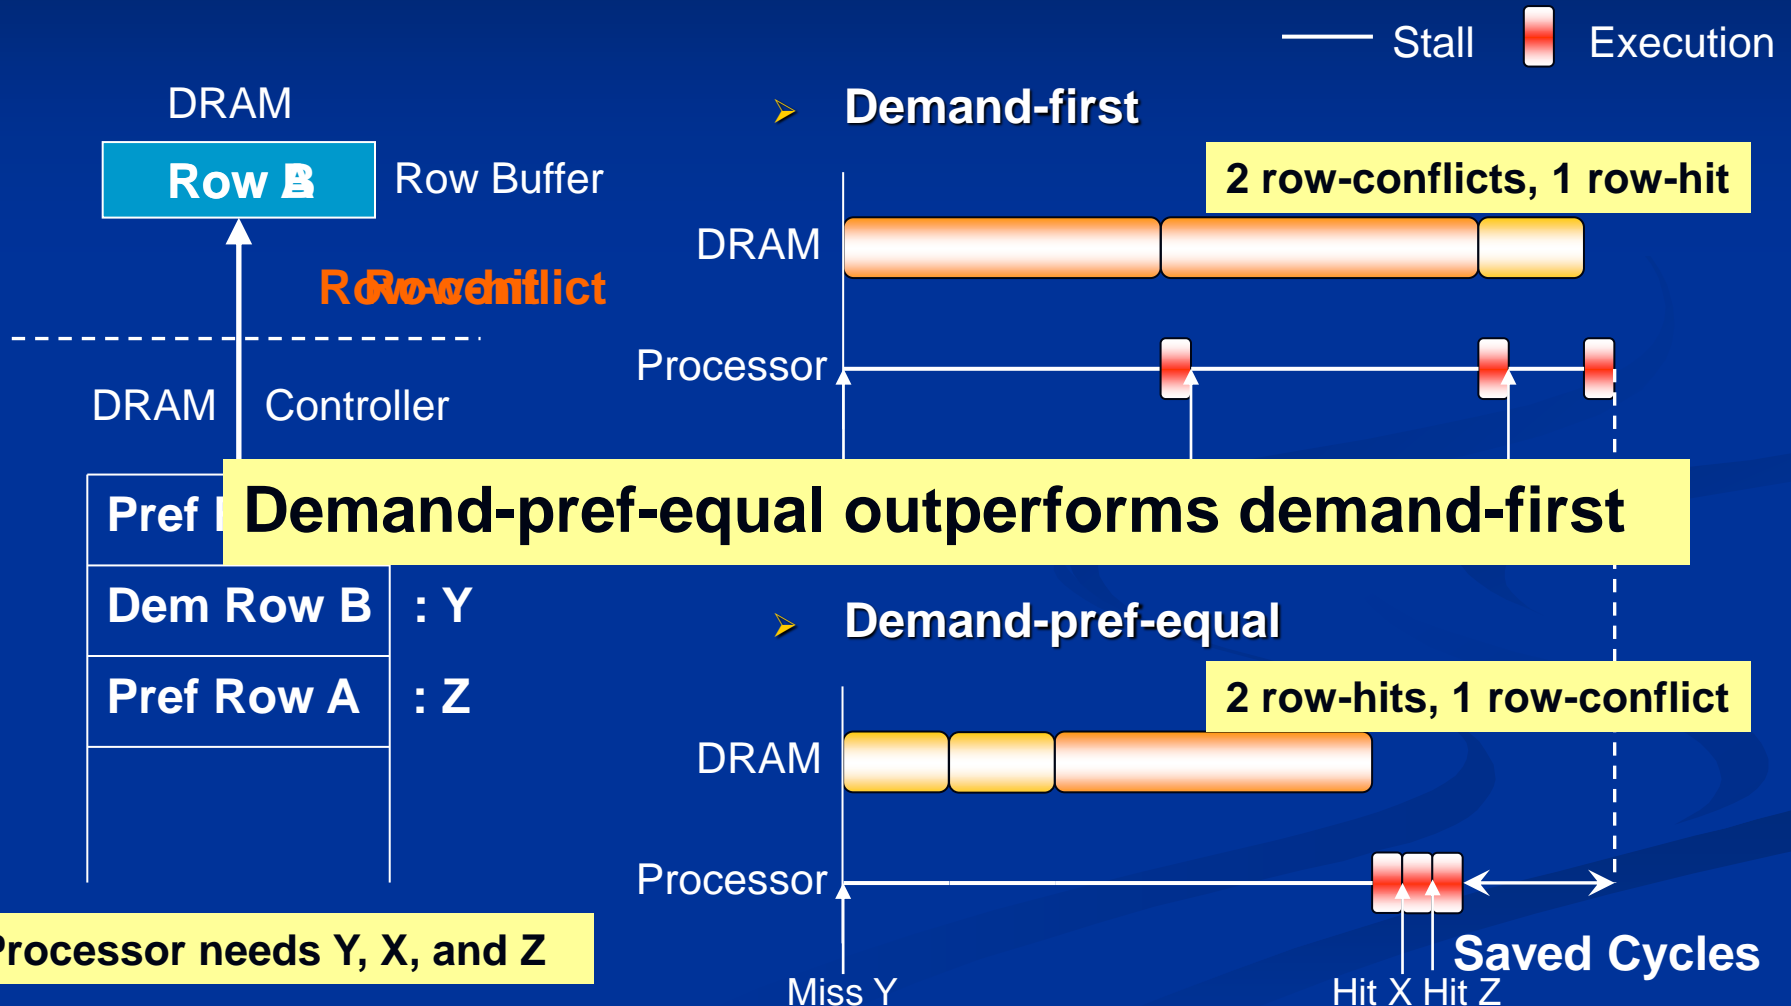 Stall
Execution
DRAM
Row Buffer
DRAM Controller
Pref
Dem Row B : Y
Pref Row A : Z
Processor needs Y, X, and Z
➢ Demand-first
2 row-conflicts, 1 row-hit
DRAM
Processor
Demand-pref-equal outperforms demand-first
➢ Demand-pref-equal
2 row-hits, 1 row-conflict
DRAM
Processor
Saved Cycles
Miss Y
Hit X Hit Z